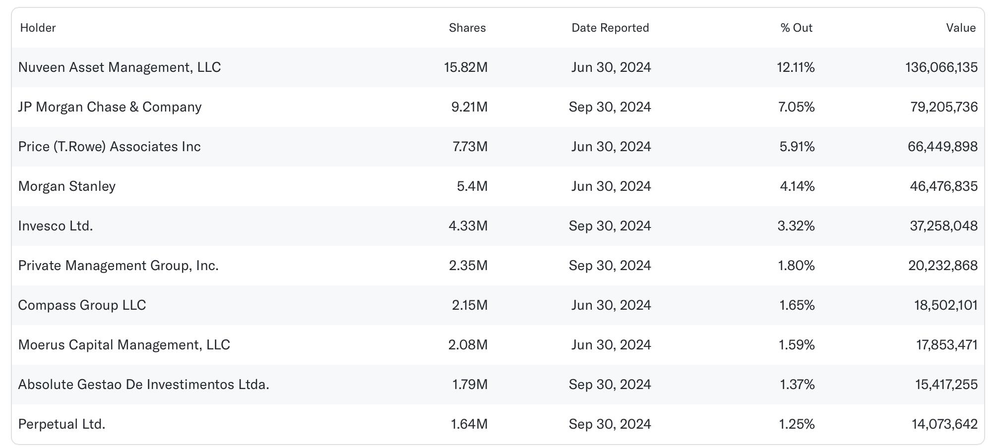 Holder Shares Date Reported % Out Value
Nuveen Asset Management, LLC 15.82M Jun 30, 2024 12.11% 136,066,135
JP Morgan Chase & Company 9.21M Sep 30, 2024 7.05% 79,205,736
Price (T.Rowe) Associates Inc 7.73M Jun 30, 2024 5.91% 66,449,898
Morgan Stanley 5.4M Jun 30, 2024 4.14% 46,476,835
Invesco Ltd. 4.33M Sep 30, 2024 3.32% 37,258,048
Private Management Group, Inc. 2.35M Sep 30, 2024 1.80% 20,232,868
Compass Group LLC 2.15M Jun 30, 2024 1.65% 18,502,101
Moerus Capital Management, LLC 2.08M Jun 30, 2024 1.59% 17,853,471
Absolute Gestao De Investimentos Ltda. 1.79M Sep 30, 2024 1.37% 15,417,255
Perpetual Ltd. 1.64M Sep 30, 2024 1.25% 14,073,642